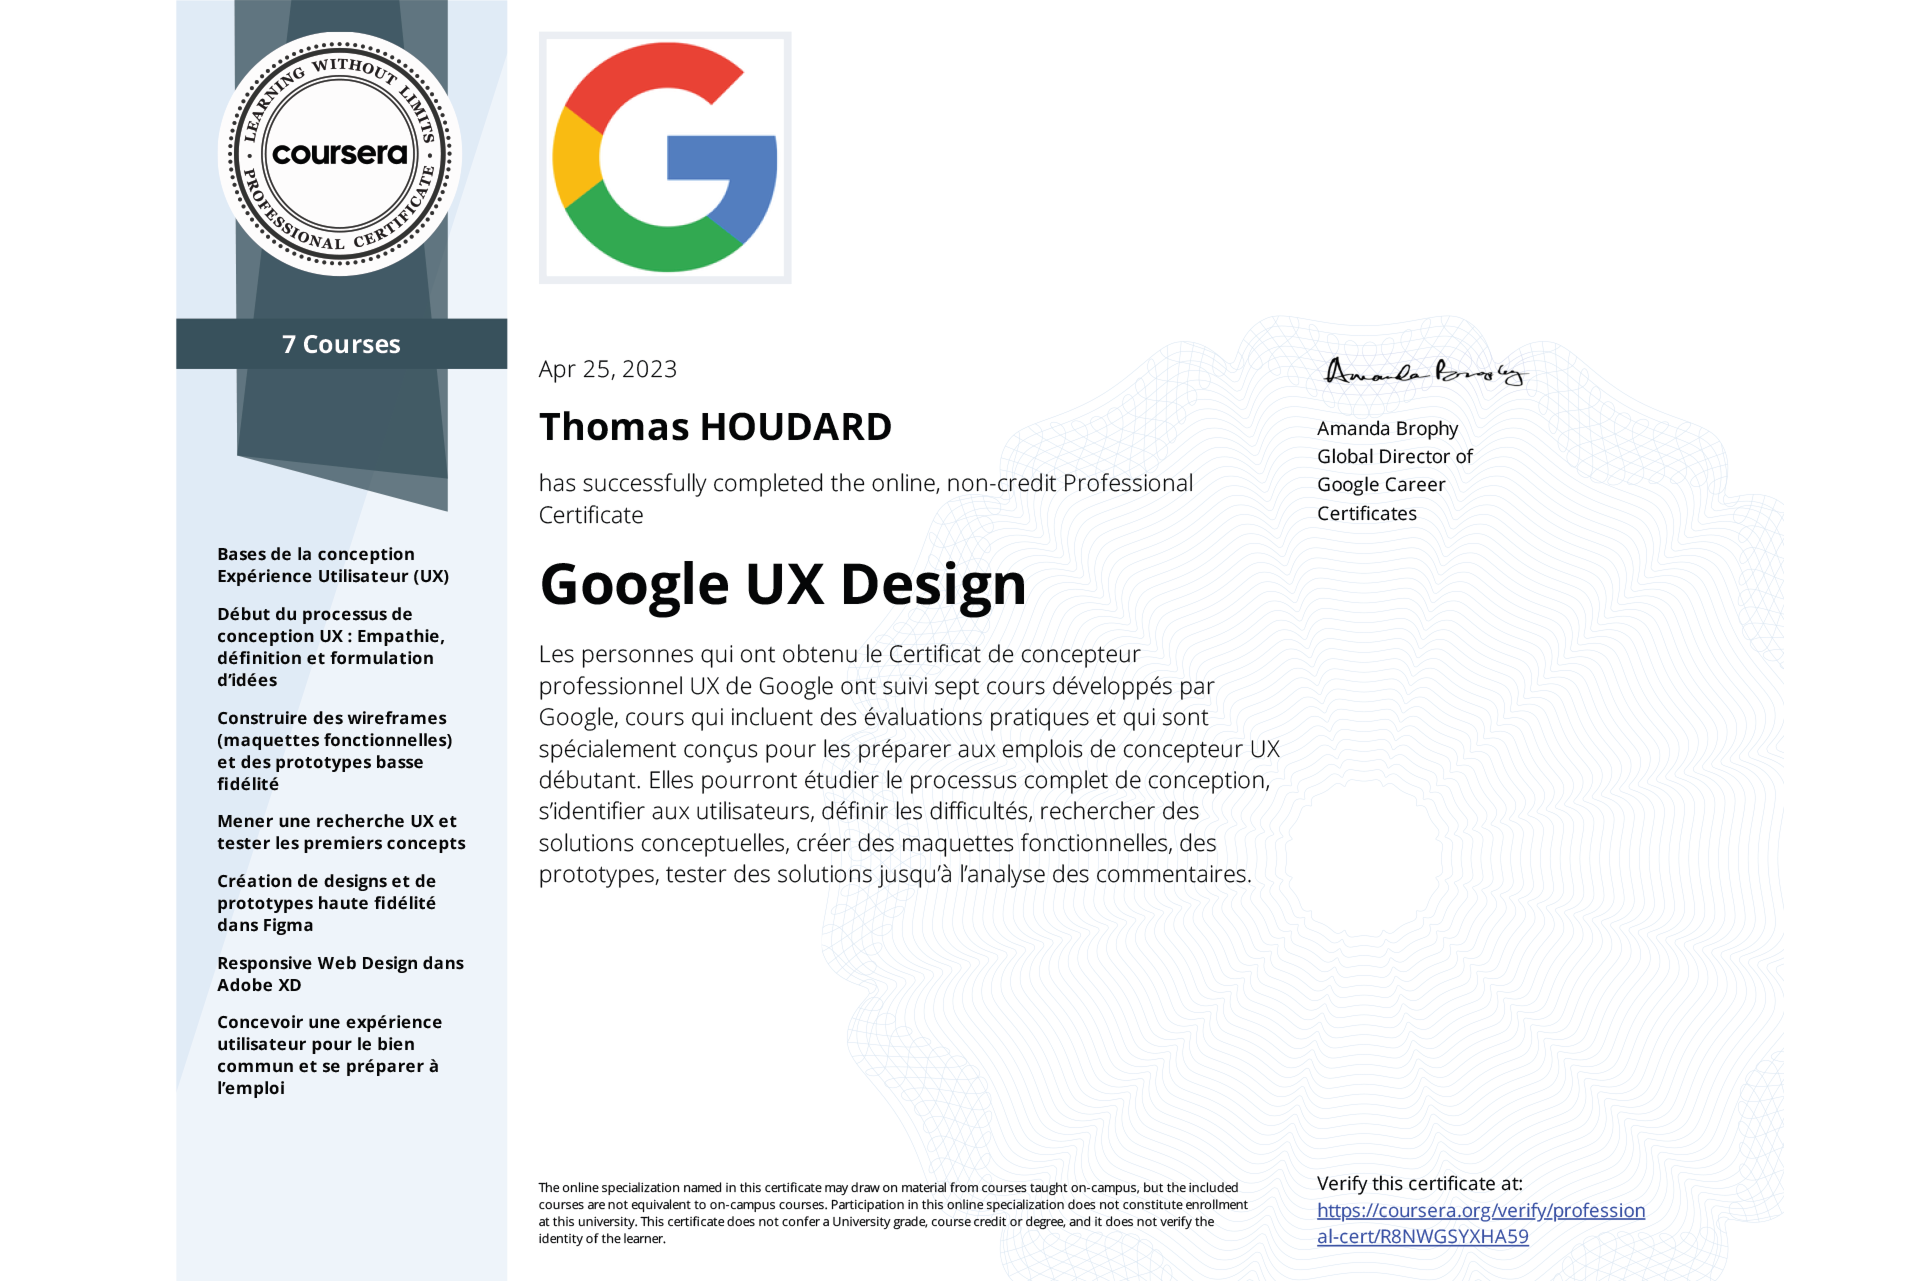 LEARNING WITHOUT LIMITS
coursera
PROFESSIONAL CERTIFICATE
7 Courses
Bases de la conception
Expérience Utilisateur (UX)
Début du processus de
conception UX : Empathie,
définition et formulation
d’idées
Construire des wireframes
(maquettes fonctionnelles)
et des prototypes basse
fidélité
Mener une recherche UX et
tester les premiers concepts
Création de designs et de
prototypes haute fidélité
dans Figma
Responsive Web Design dans
Adobe XD
Concevoir une expérience
utilisateur pour le bien
commun et se préparer à
l’emploi
G
Apr 25, 2023
Thomas HOUDARD
has successfully completed the online, non-credit Professional
Certificate
Google UX Design
Les personnes qui ont obtenu le Certificat de concepteur
professionnel UX de Google ont suivi sept cours développés par
Google, cours qui incluent des évaluations pratiques et qui sont
spécialement conçus pour les préparer aux emplois de concepteur UX
débutant. Elles pourront étudier le processus complet de conception,
s’identifier aux utilisateurs, définir les difficultés, rechercher des
solutions conceptuelles, créer des maquettes fonctionnelles, des
prototypes, tester des solutions jusqu’à l’analyse des commentaires.
The online specialization named in this certificate may draw on material from courses taught on-campus, but the included
courses are not equivalent to on-campus courses. Participation in this online specialization does not constitute enrollment
at this university. This certificate does not confer a University grade, course credit or degree, and it does not verify the
identity of the learner.
Amanda Brophy
Amanda Brophy
Global Director of
Google Career
Certificates
Verify this certificate at:
https://coursera.org/verify/profession
al-cert/R8NWGSYXHA59